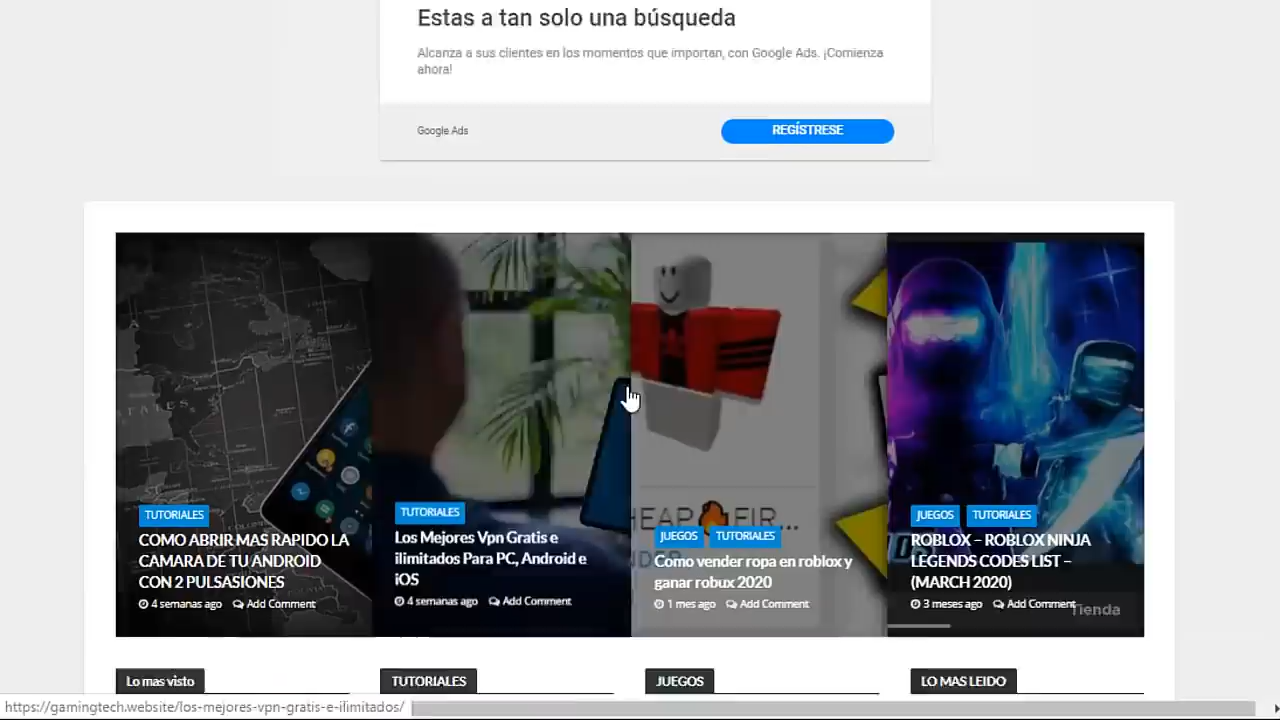 Estas a tan solo una búsqueda
Alcanza a sus clientes en los momentos que importan, con Google Ads. ¡Comienza
ahora!
Google Ads
REGÍSTRESE
TUTORIALES
COMO ABRIR MAS RAPIDO LA
CAMARA DE TU ANDROID
CON 2 PULSASIONES
4 semanas ago Add Comment
TUTORIALES
Los Mejores Vpn Gratis e
ilimitados Para PC, Android e
iOS
4 semanas ago Add Comment
JUEGOS TUTORIALES
Como vender ropa en roblox y
ganar robux 2020
1 mes ago Add Comment
JUEGOS TUTORIALES
ROBLOX – ROBLOX NINJA
LEGENDS CODES LIST –
(MARCH 2020)
3 meses ago Add Comment
Tienda
Lo mas visto
TUTORIALES
JUEGOS
LO MAS LEIDO
https://gamingtech.website/los-mejores-vpn-gratis-e-ilimitados/